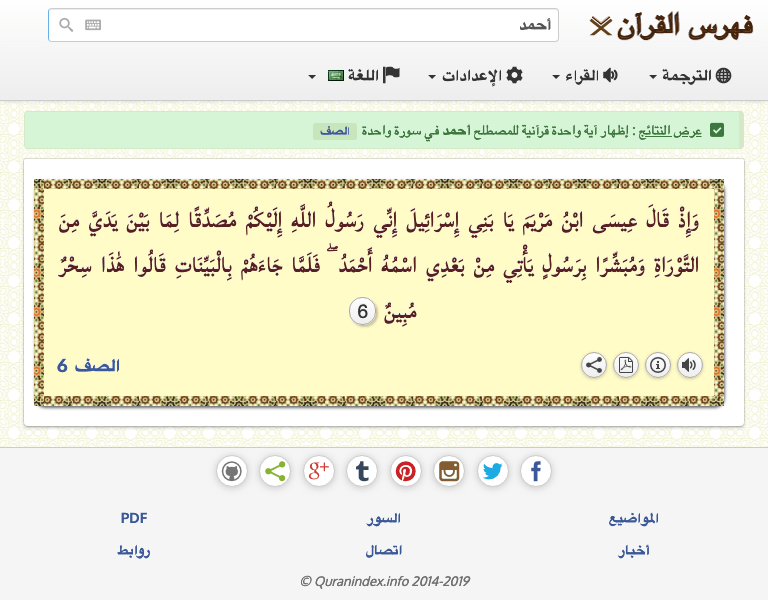 فهرس القرآن
أحمد
الترجمة
القراء
الإعدادات
اللغة
عرض النتائج : إظهار آية واحدة قرآنية للمصطلح أحمد في سورة واحدة الصف
وَإِذْ قَالَ عِيسَى ابْنُ مَرْيَمَ يَا بَنِي إِسْرَائِيلَ إِنِّي رَسُولُ اللَّهِ إِلَيْكُمْ مُصَدِّقًا لِمَا بَيْنَ يَدَيَّ مِنَ
التَّوْرَاةِ وَمُبَشِّرًا بِرَسُولٍ يَأْتِي مِنْ بَعْدِي اسْمُهُ أَحْمَدُ ۖ فَلَمَّا جَاءَهُمْ بِالْبَيِّنَاتِ قَالُوا هَٰذَا سِحْرٌ
مُبِينٌ 6
الصف 6
المواضيع
السور
PDF
أخبار
اتصال
روابط
© Quranindex.info 2014-2019